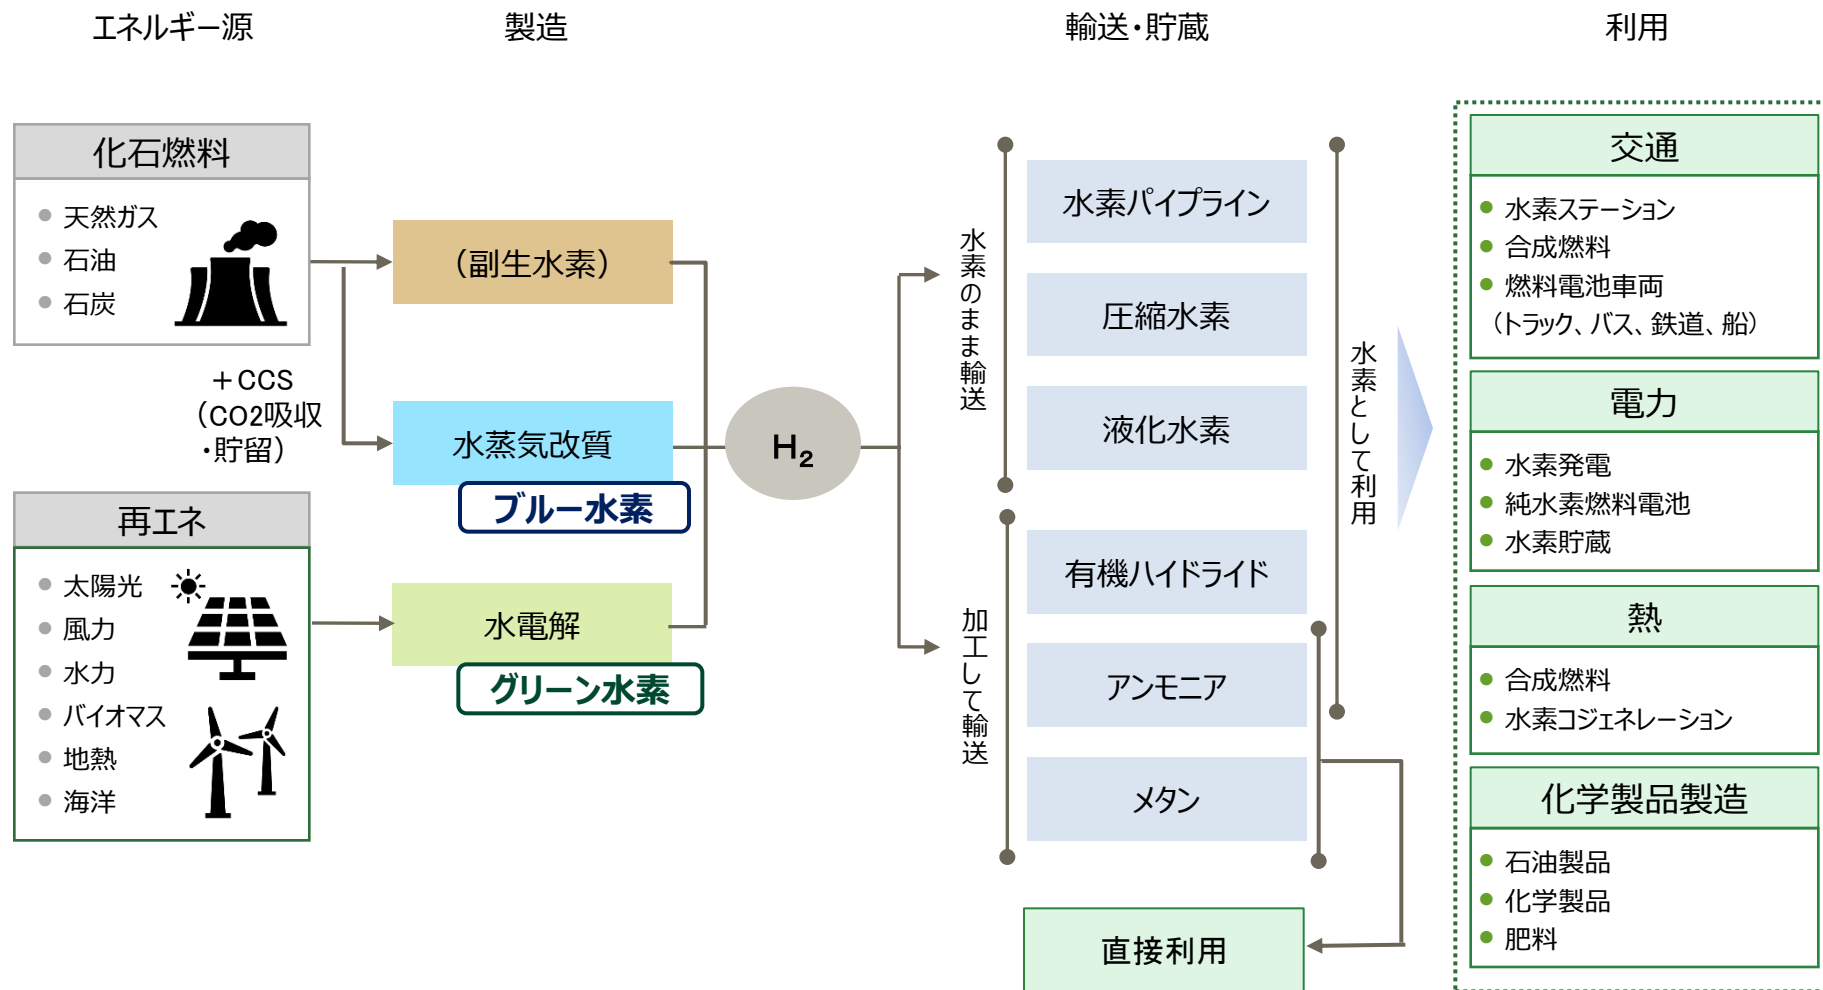 エネルギー源
製造
輸送・貯蔵
利用
化石燃料
天然ガス
石油
石炭
＋CCS
（CO2吸収
・貯留）
再エネ
太陽光
風力
水力
バイオマス
地熱
海洋
（副生水素）
水蒸気改質
ブルー水素
水電解
グリーン水素
H₂
水素のまま輸送
加工して輸送
水素パイプライン
圧縮水素
液化水素
有機ハイドライド
アンモニア
メタン
直接利用
水素として利用
交通
水素ステーション
合成燃料
燃料電池車両
（トラック、バス、鉄道、船）
電力
水素発電
純水素燃料電池
水素貯蔵
熱
合成燃料
水素コジェネレーション
化学製品製造
石油製品
化学製品
肥料